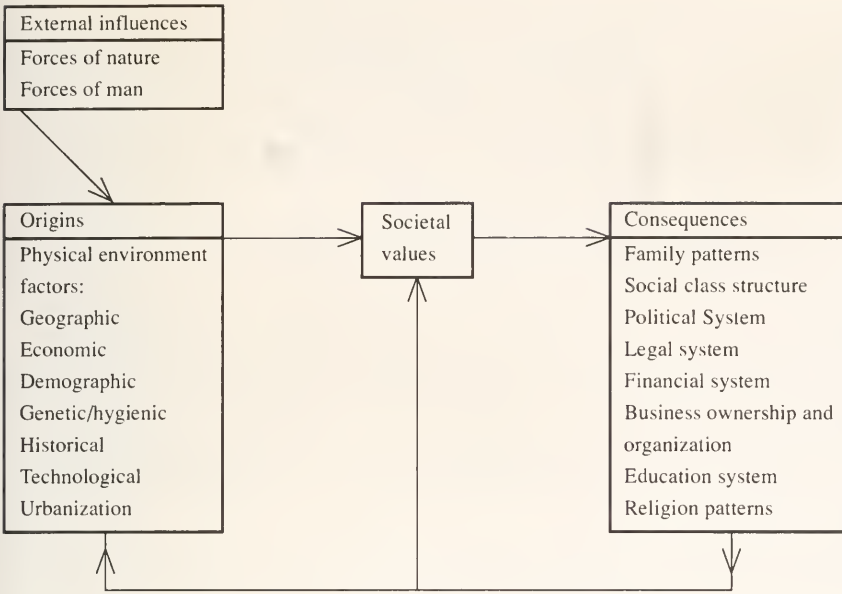 External influences
Forces of nature
Forces of man
Origins
Physical environment
factors:
Geographic
Economic
Demographic
Genetic/hygienic
Historical
Technological
Urbanization
Societal
values
Consequences
Family patterns
Social class structure
Political System
Legal system
Financial system
Business ownership and
organization
Education system
Religion patterns